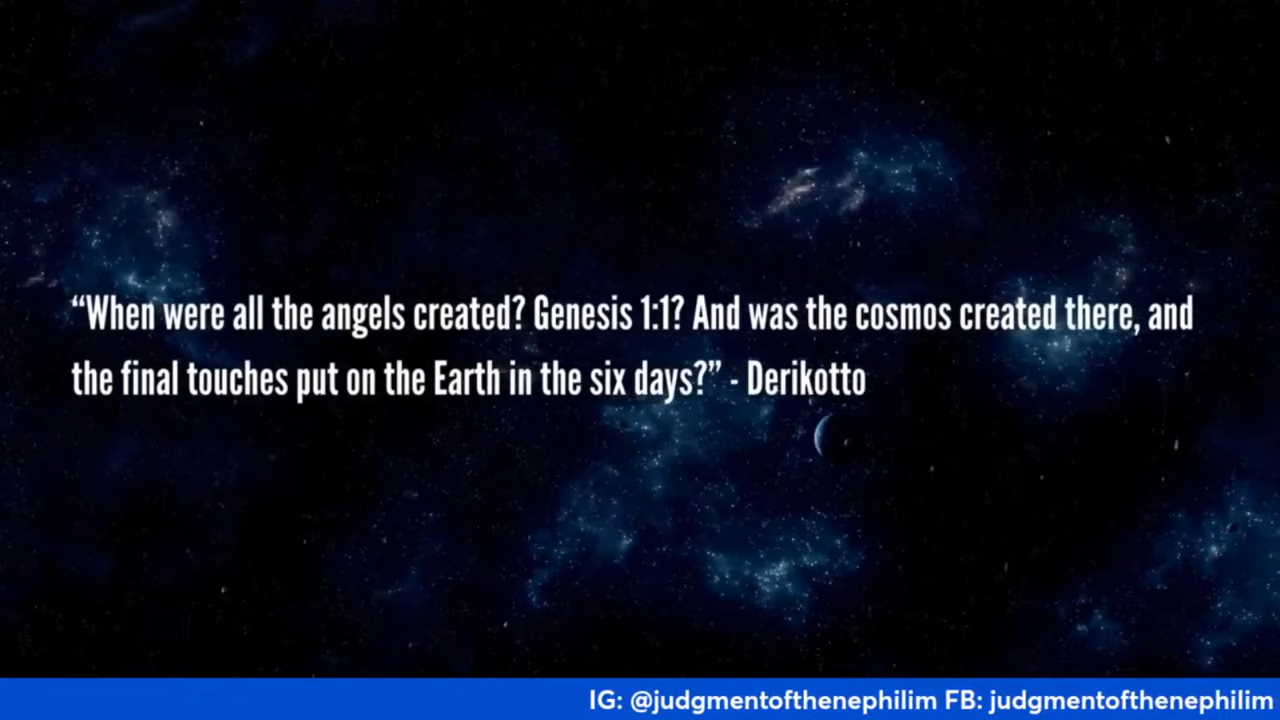 “When were all the angels created? Genesis 1:1? And was the cosmos created there, and
the final touches put on the Earth in the six days?” - Derikotto
IG: @judgmentofthenephilim FB: judgmentofthenephilim